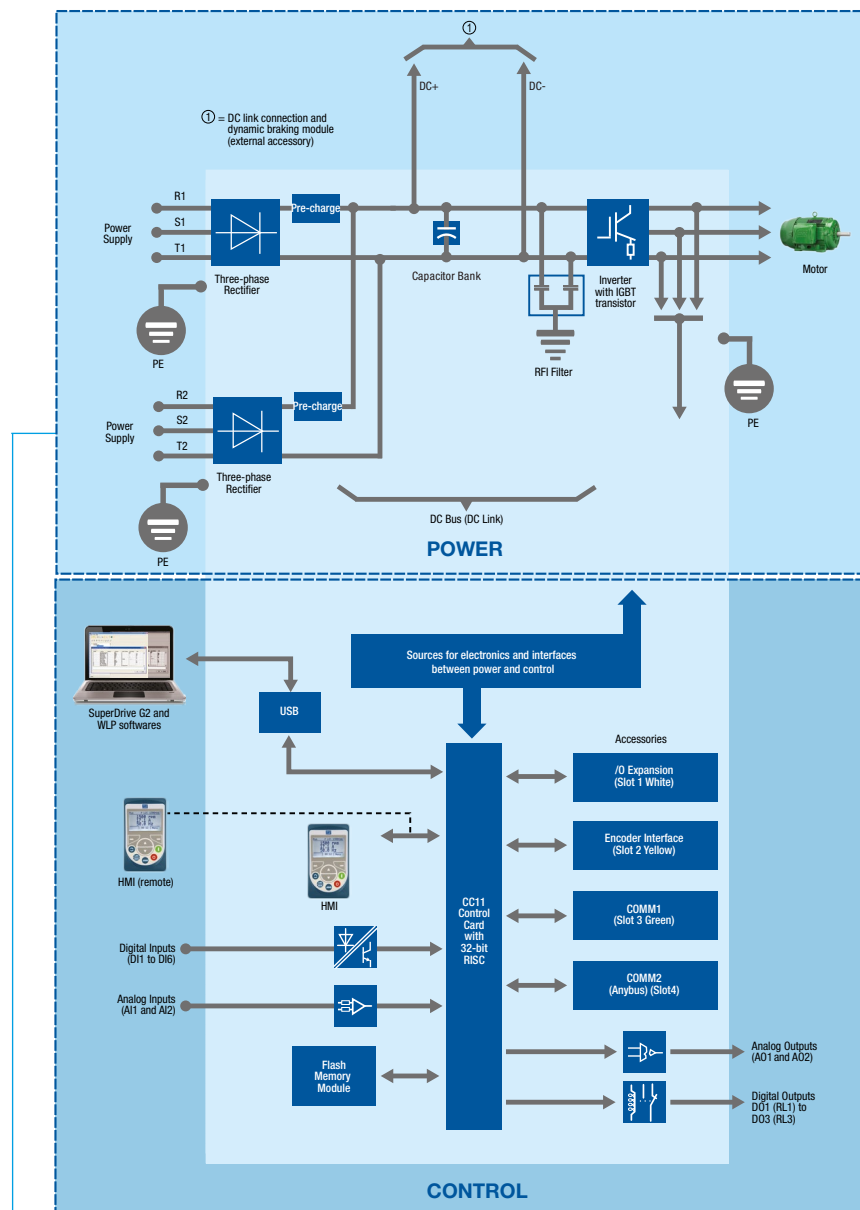 ①
DC+
DC-
① = DC link connection and
dynamic braking module
(external accessory)
R1
S1
T1
Power
Supply
Pre-charge
Three-phase
Rectifier
Capacitor Bank
Inverter
with IGBT
transistor
Motor
RFI Filter
PE
PE
R2
S2
T2
Power
Supply
Pre-charge
Three-phase
Rectifier
PE
DC Bus (DC Link)
POWER
Sources for electronics and interfaces
between power and control
SuperDrive G2 and
WLP softwares
USB
Accessories
/O Expansion
(Slot 1 White)
Encoder Interface
(Slot 2 Yellow)
HMI (remote)
HMI
CC11
Control
Card
with
32-bit
RISC
COMM1
(Slot 3 Green)
Digital Inputs
(DI1 to DI6)
COMM2
(Anybus) (Slot4)
Analog Inputs
(AI1 and AI2)
Flash
Memory
Module
Analog Outputs
(AO1 and AO2)
Digital Outputs
DO1 (RL1) to
DO3 (RL3)
CONTROL